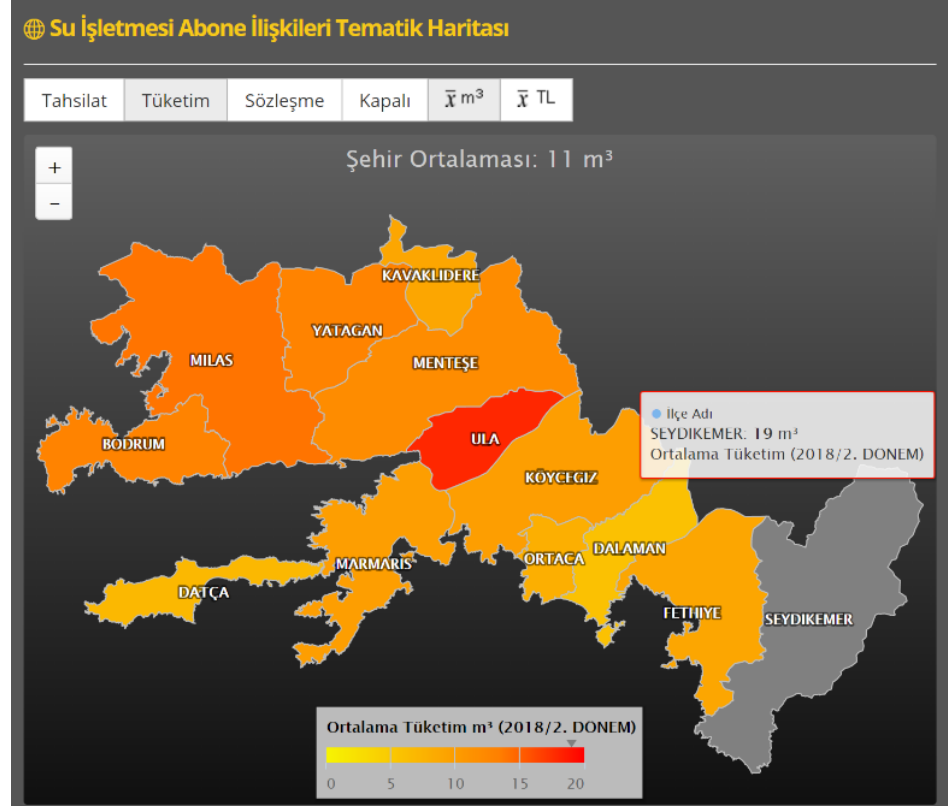 Su İşletmesi Abone İlişkileri Tematik Haritası
Tahsilat Tüketim Sözleşme Kapalı x̅ m³ x̅ TL
+
−
Şehir Ortalaması: 11 m³
KAVAKLIDERE
YATAGAN
MILAS
MENTEŞE
İlçe Adı
SEYDIKEMER: 19 m³
Ortalama Tüketim (2018/2. DONEM)
BODRUM
ULA
KÖYCEGIZ
MARMARIS
ORTACA
DALAMAN
DATÇA
FETHIYE
SEYDIKEMER
Ortalama Tüketim m³ (2018/2. DONEM)
0 5 10 15 20